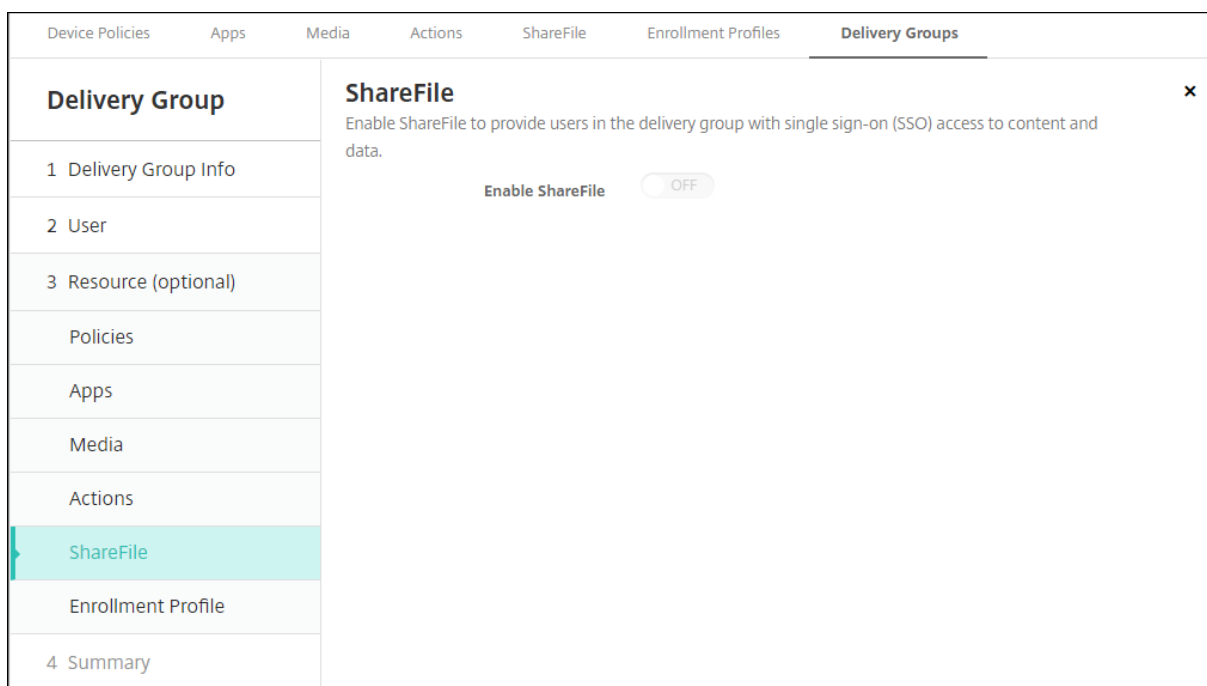 Device Policies Apps Media Actions ShareFile Enrollment Profiles Delivery Groups
Delivery Group
1 Delivery Group Info
2 User
3 Resource (optional)
Policies
Apps
Media
Actions
ShareFile
Enrollment Profile
4 Summary
ShareFile
Enable ShareFile to provide users in the delivery group with single sign-on (SSO) access to content and
data.
Enable ShareFile OFF